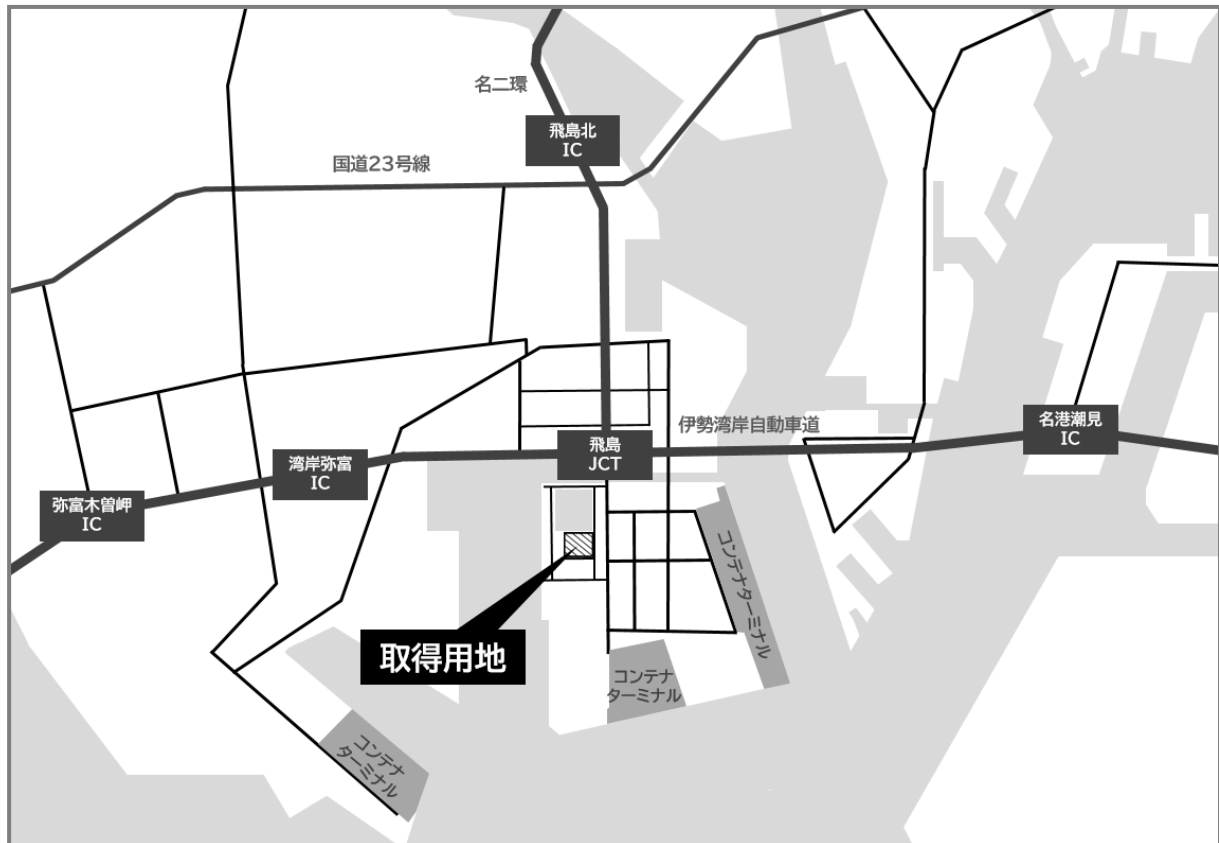 名二環
飛島北
IC
国道23号線
伊勢湾岸自動車道
名港潮見
IC
飛島
JCT
湾岸弥富
IC
弥富木曽岬
IC
コンテナターミナル
取得用地
コンテナ
ターミナル
コンテナ
ターミナル